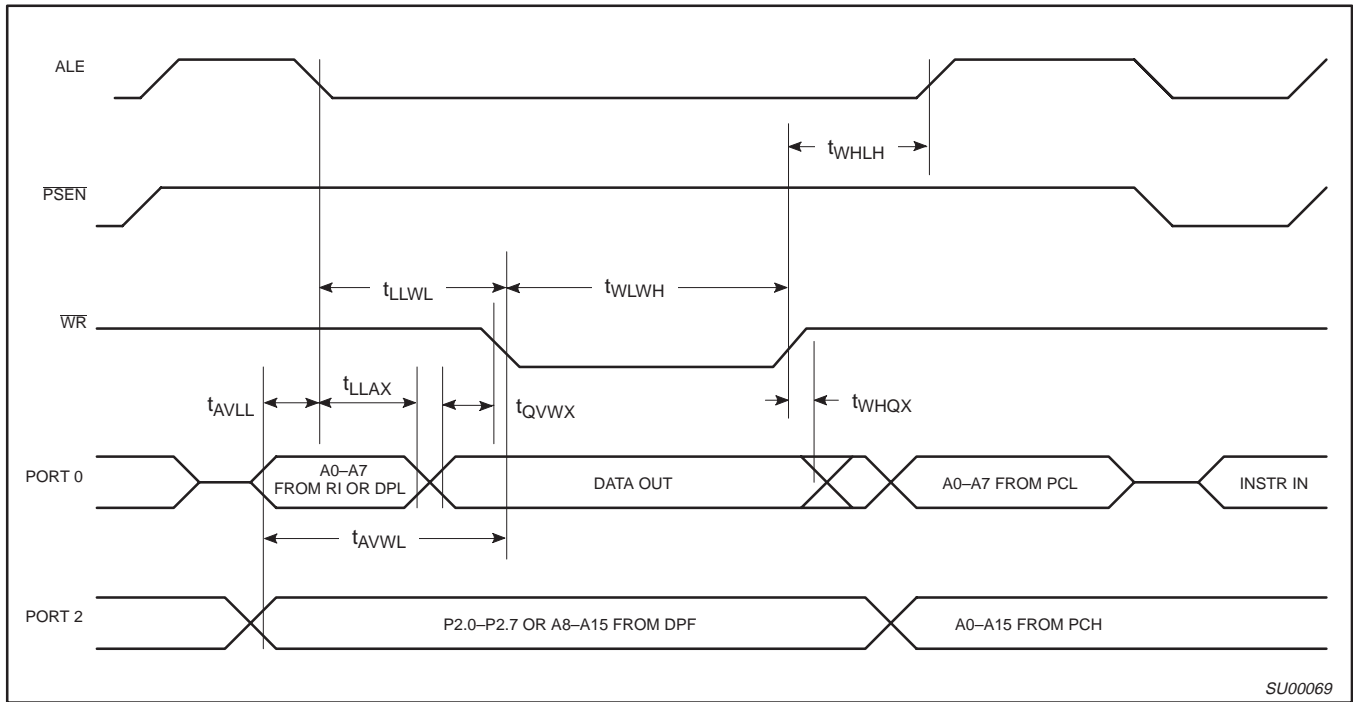 ALE
tWHLH
PSEN
tLLWL
tWLWH
WR
tAVLL
tLLAX
tQVWX
tWHQX
PORT 0
A0–A7
FROM RI OR DPL
DATA OUT
A0–A7 FROM PCL
INSTR IN
tAVWL
PORT 2
P2.0–P2.7 OR A8–A15 FROM DPF
A0–A15 FROM PCH
SU00069